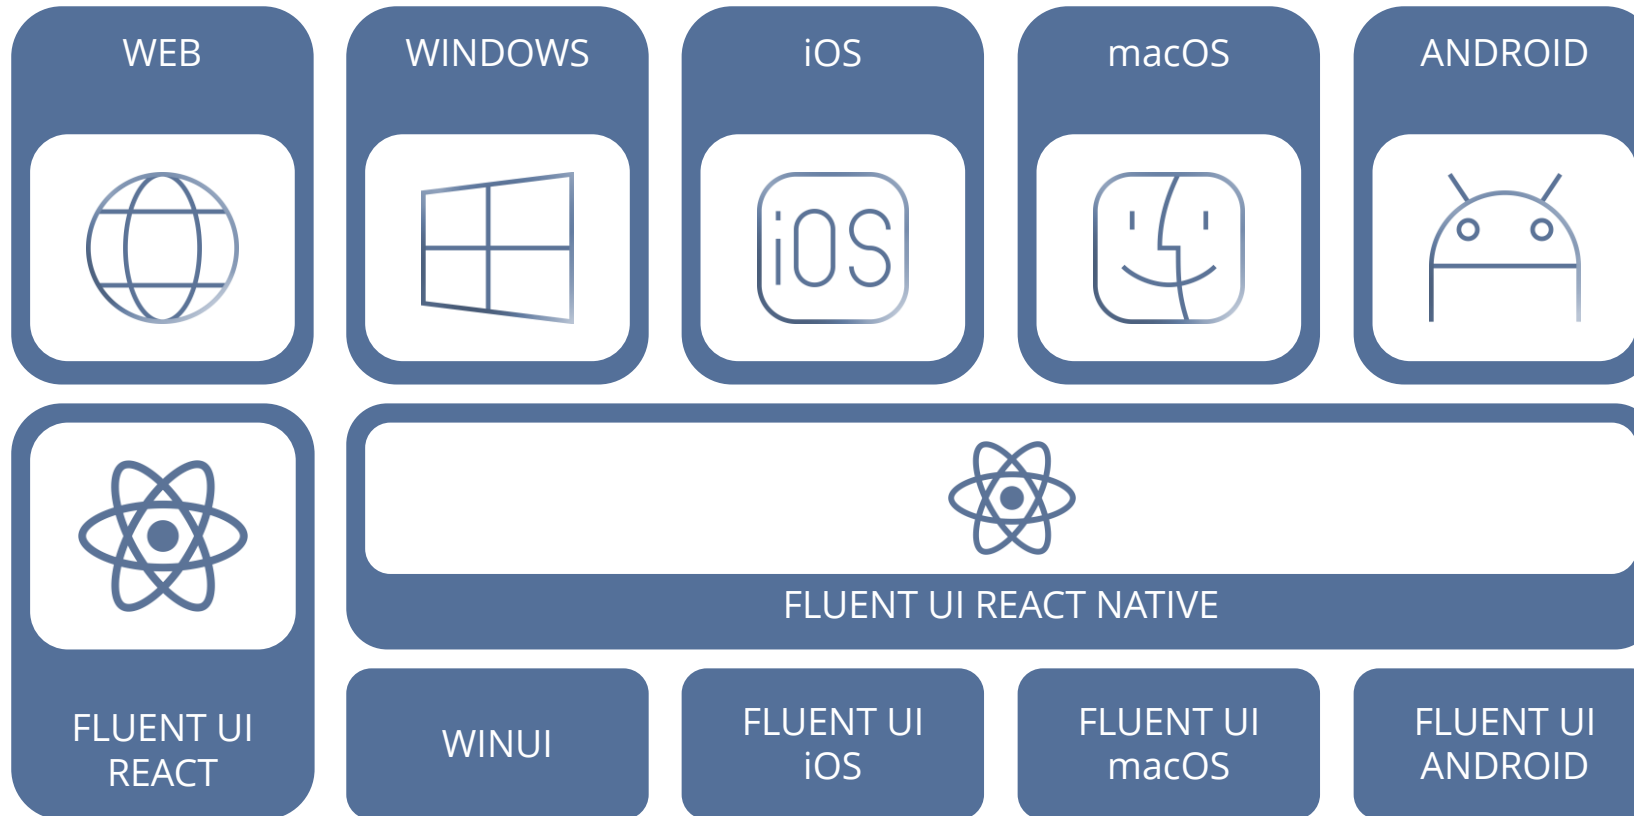 WEB
WINDOWS
iOS
macOS
ANDROID
iOS
FLUENT UI REACT NATIVE
FLUENT UI
REACT
WINUI
FLUENT UI
iOS
FLUENT UI
macOS
FLUENT UI
ANDROID